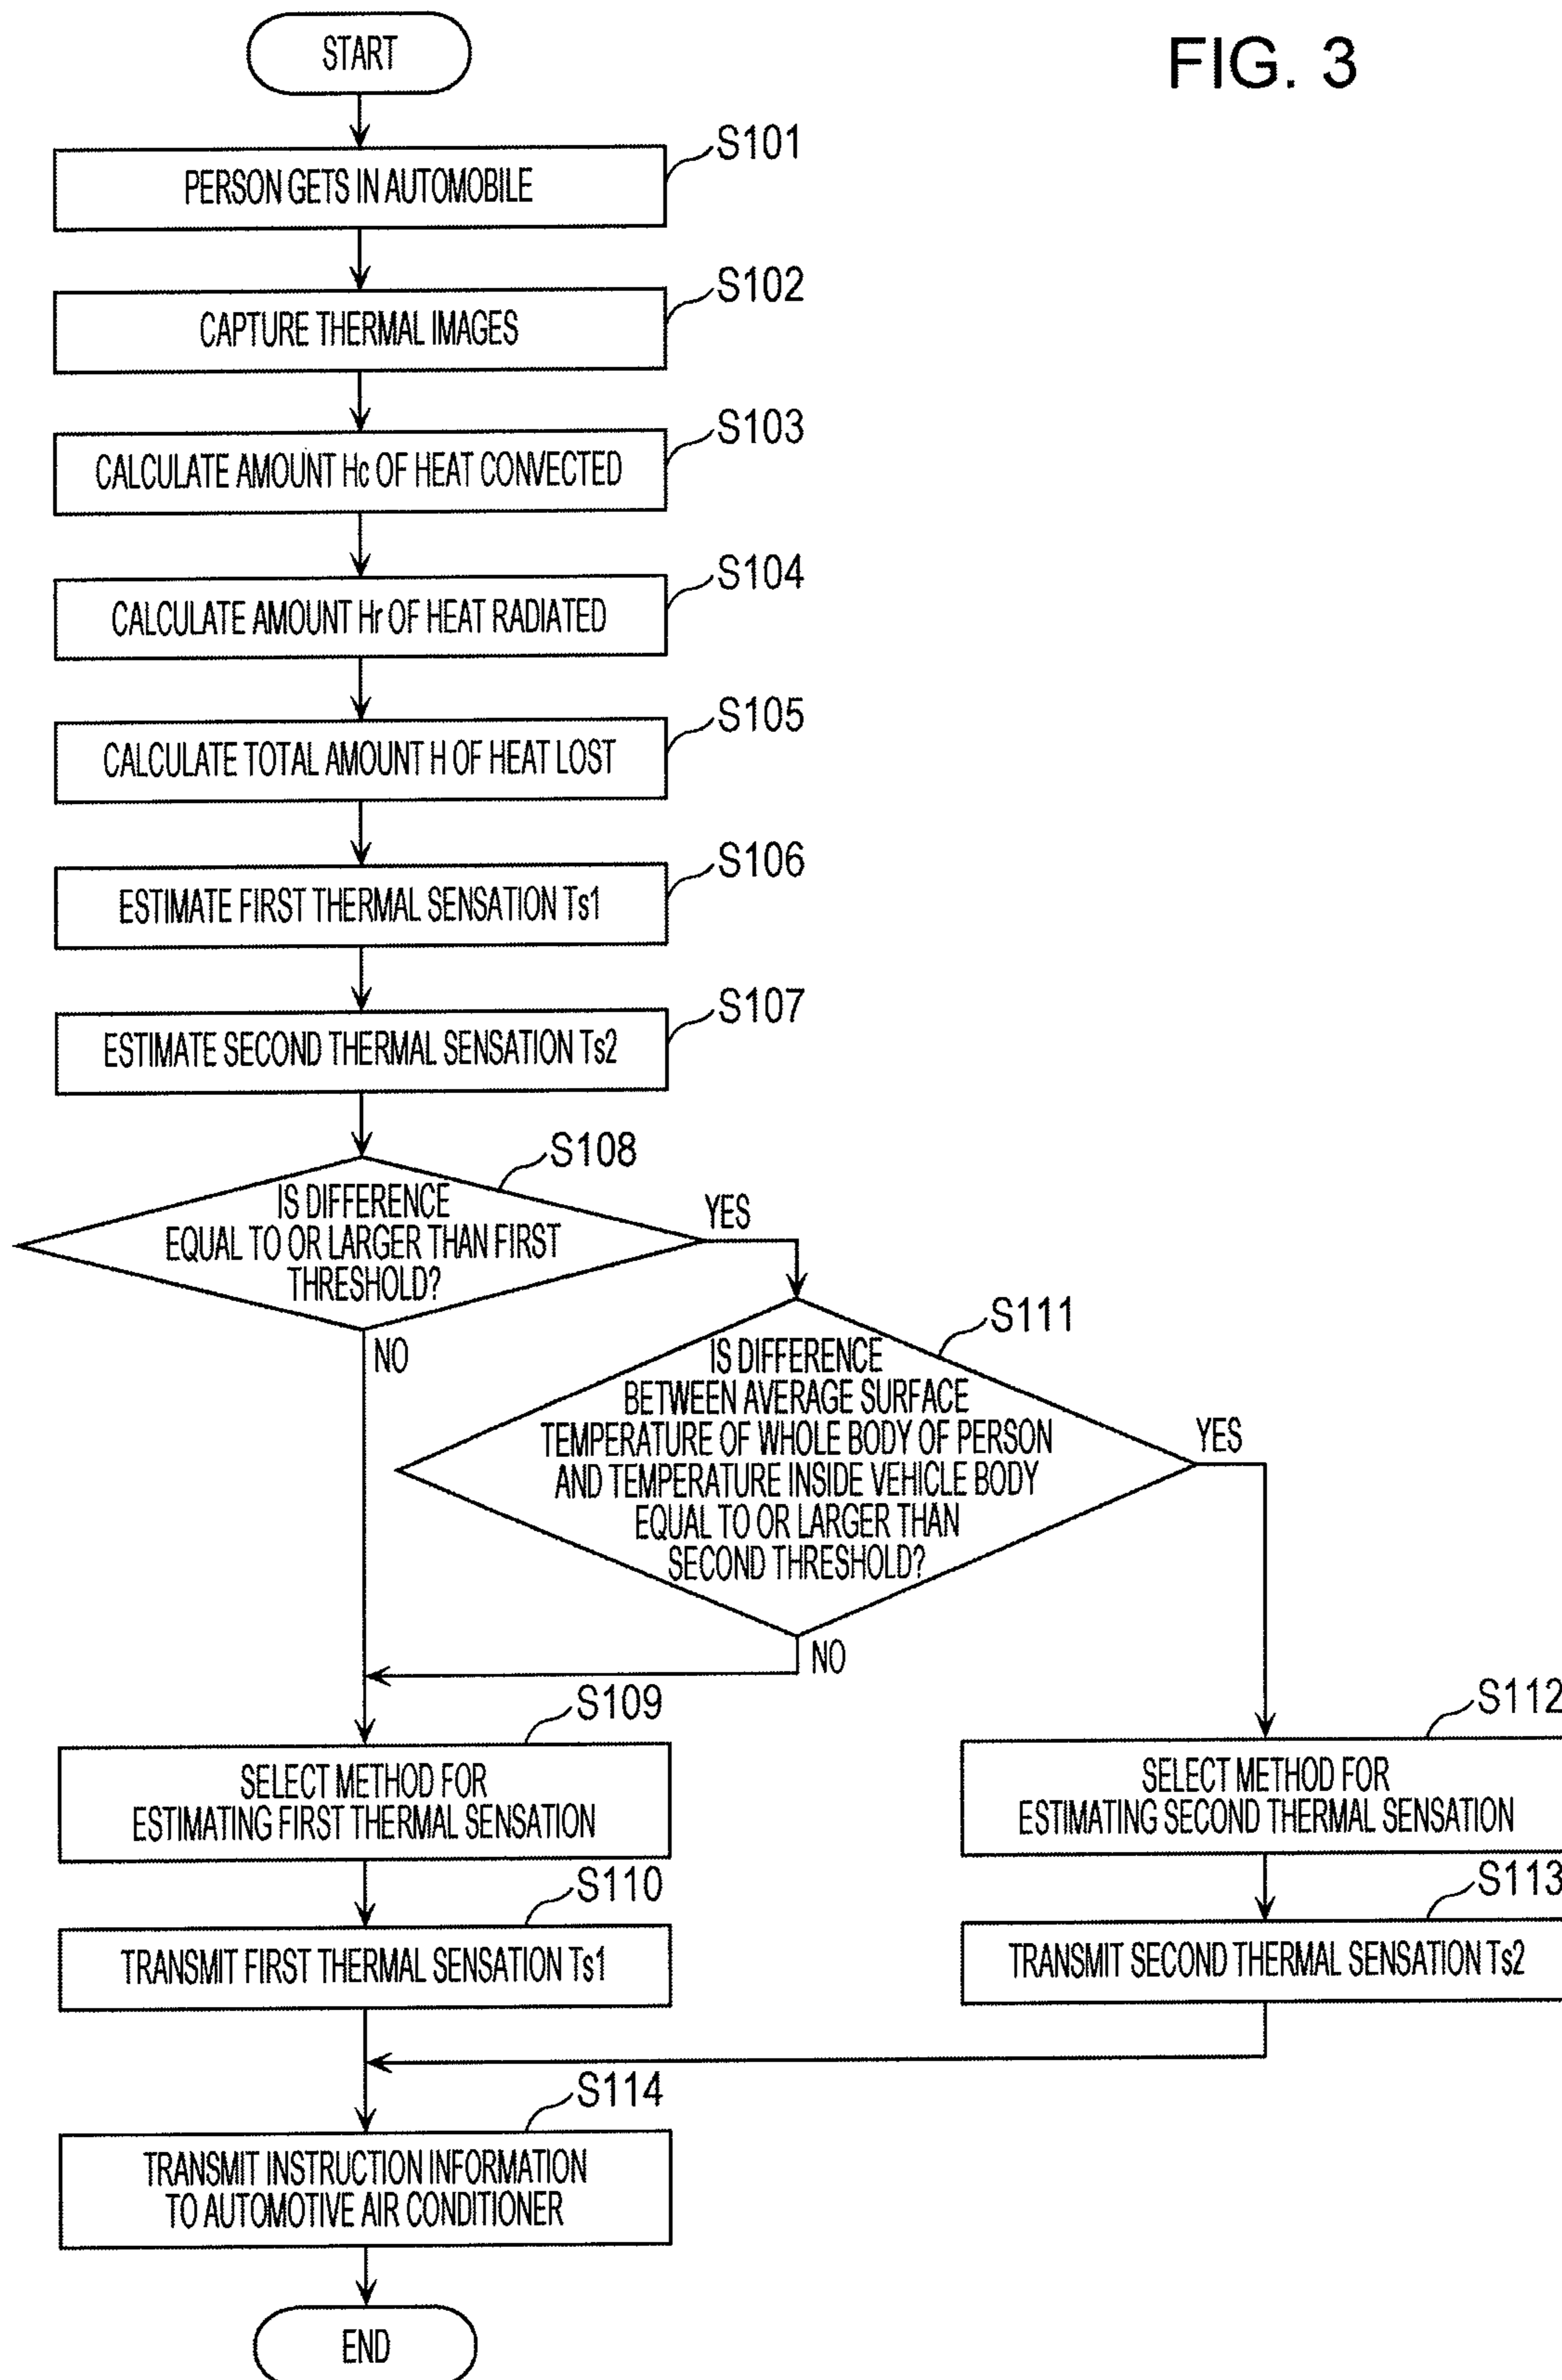 FIG. 3
START
S101
PERSON GETS IN AUTOMOBILE
S102
CAPTURE THERMAL IMAGES
S103
CALCULATE AMOUNT Hc OF HEAT CONVECTED
S104
CALCULATE AMOUNT Hr OF HEAT RADIATED
S105
CALCULATE TOTAL AMOUNT H OF HEAT LOST
S106
ESTIMATE FIRST THERMAL SENSATION Ts1
S107
ESTIMATE SECOND THERMAL SENSATION Ts2
S108
IS DIFFERENCE
EQUAL TO OR LARGER THAN FIRST
THRESHOLD?
YES
NO
S111
IS DIFFERENCE
BETWEEN AVERAGE SURFACE
TEMPERATURE OF WHOLE BODY OF PERSON
AND TEMPERATURE INSIDE VEHICLE BODY
EQUAL TO OR LARGER THAN
SECOND THRESHOLD?
YES
NO
S109
SELECT METHOD FOR
ESTIMATING FIRST THERMAL SENSATION
S112
SELECT METHOD FOR
ESTIMATING SECOND THERMAL SENSATION
S110
TRANSMIT FIRST THERMAL SENSATION Ts1
S113
TRANSMIT SECOND THERMAL SENSATION Ts2
S114
TRANSMIT INSTRUCTION INFORMATION
TO AUTOMOTIVE AIR CONDITIONER
END